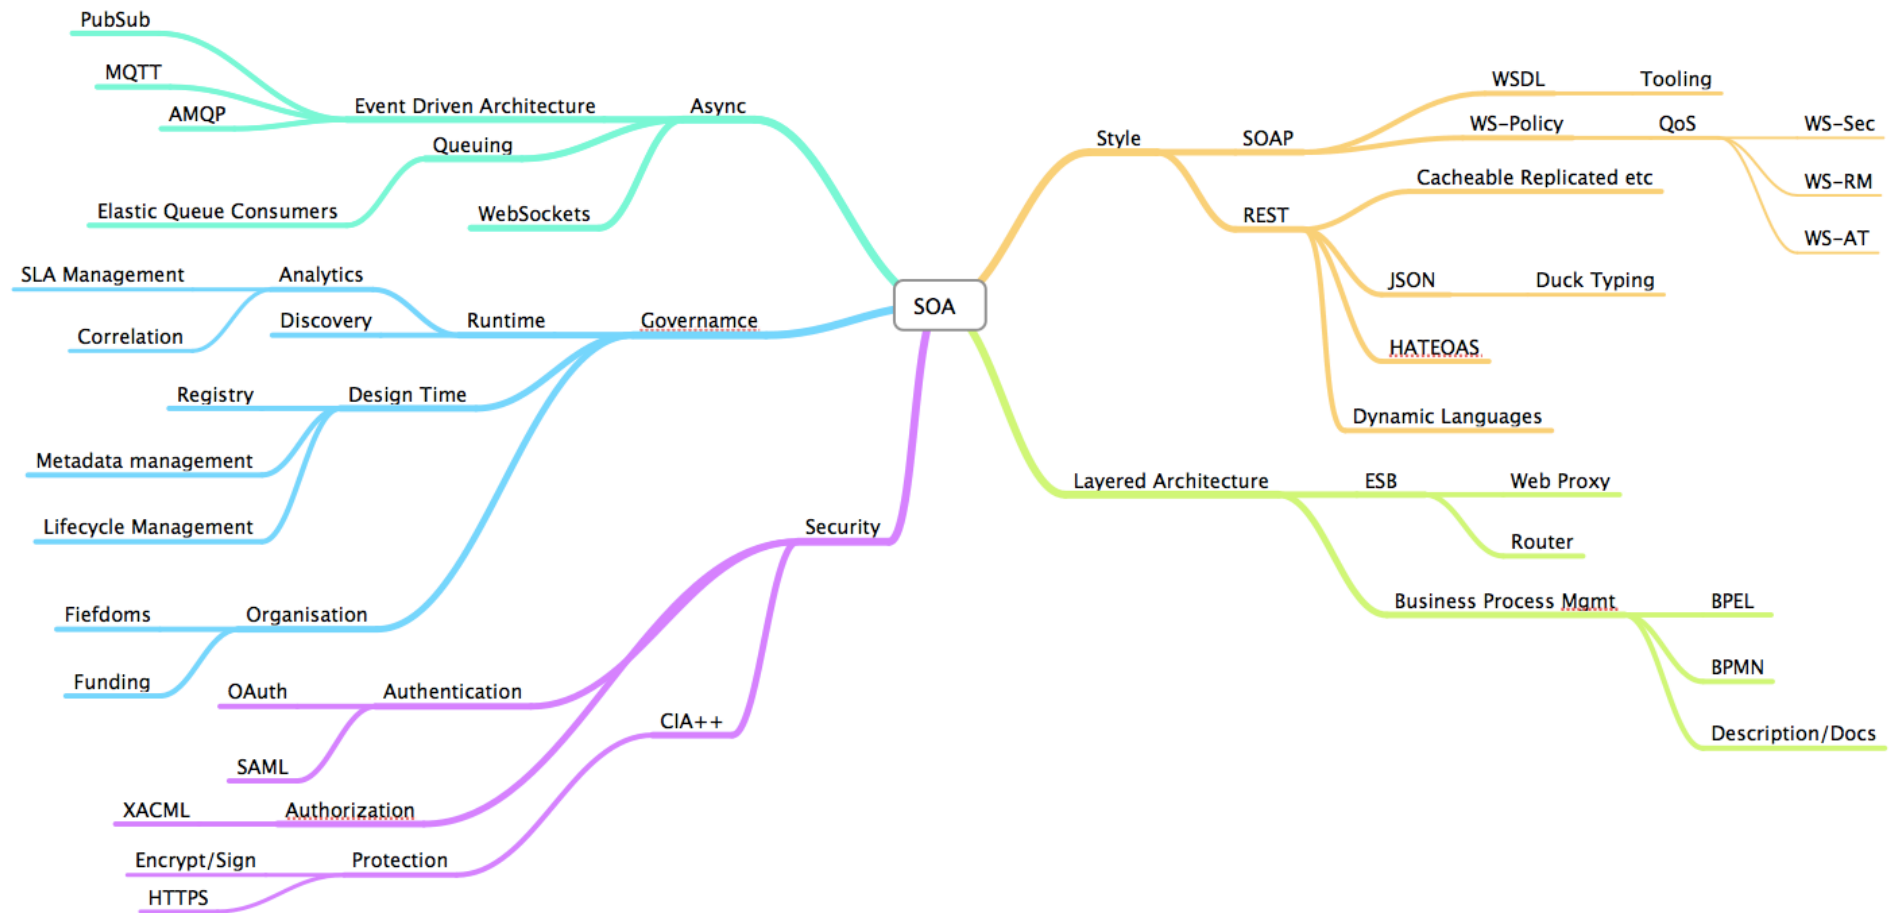 PubSub
MQTT
AMQP
Event Driven Architecture
Async
Queuing
Elastic Queue Consumers
WebSockets
SLA Management
Analytics
Correlation
Discovery
Runtime
Governamce
Registry
Design Time
Metadata management
Lifecycle Management
Fiefdoms
Organisation
Funding
Security
OAuth
Authentication
SAML
CIA++
XACML
Authorization
Encrypt/Sign
Protection
HTTPS
SOA
Style
SOAP
WSDL
Tooling
WS-Policy
QoS
WS-Sec
WS-RM
WS-AT
REST
Cacheable Replicated etc
JSON
Duck Typing
HATEOAS
Dynamic Languages
Layered Architecture
ESB
Web Proxy
Router
Business Process Mgmt
BPEL
BPMN
Description/Docs